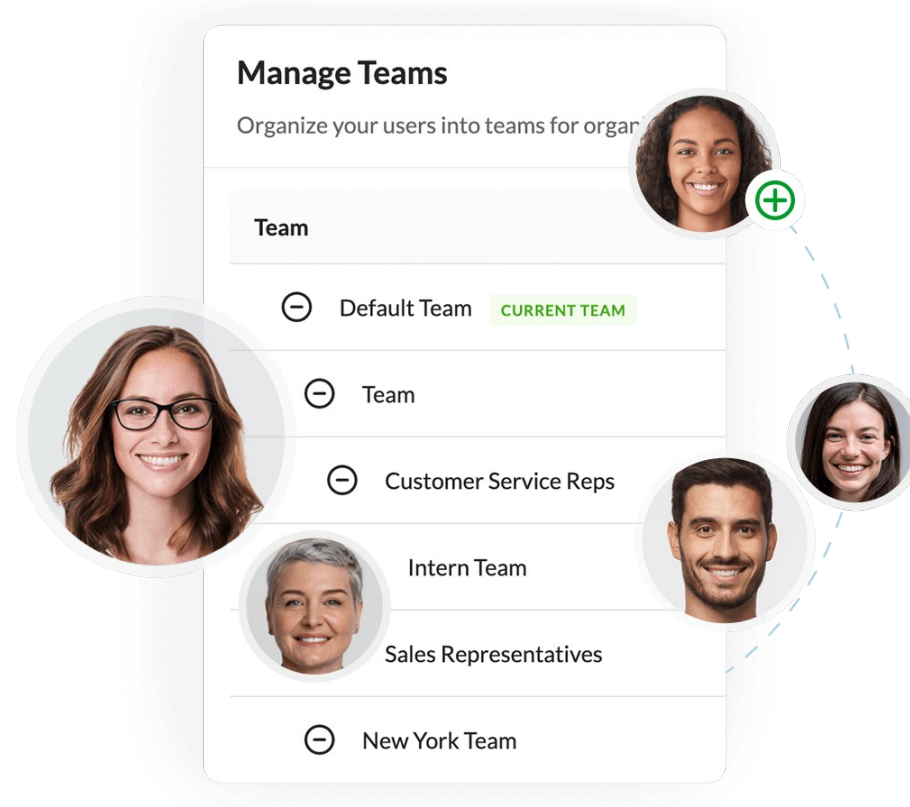 Manage Teams
Organize your users into teams for
Team
Default Team CURRENT TEAM
Team
Customer Service Reps
Intern Team
Sales Representatives
New York Team